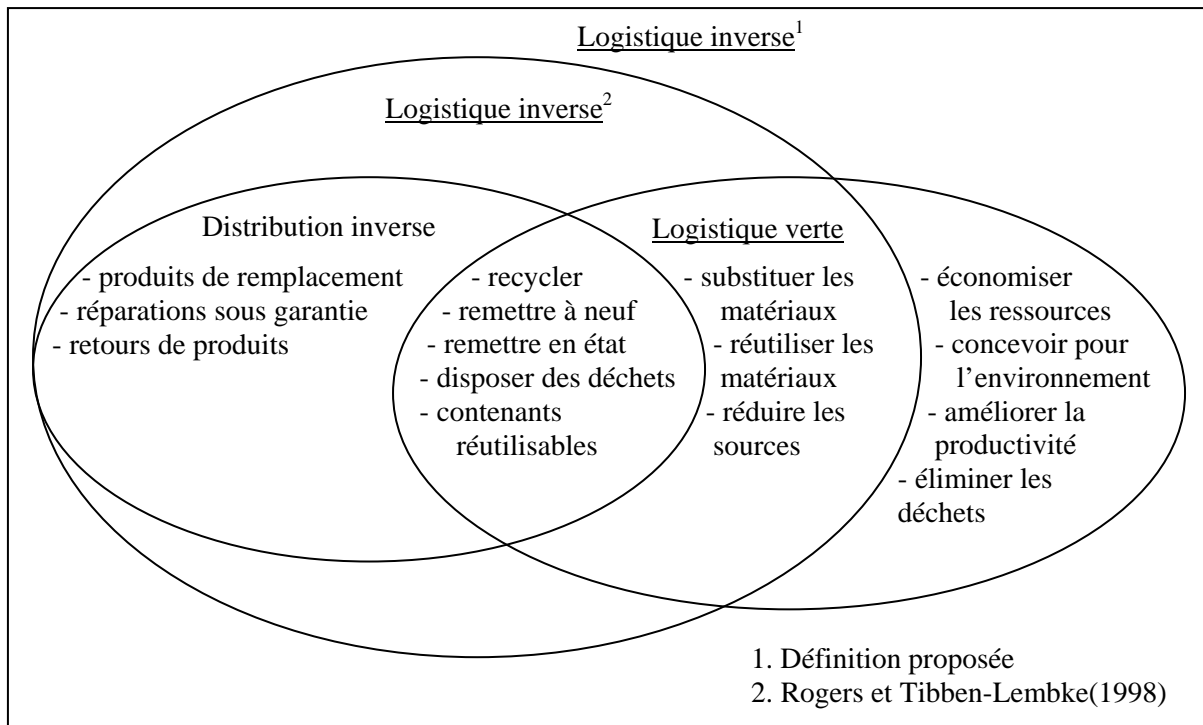 Logistique inverse1
Logistique inverse2
Distribution inverse
- produits de remplacement
- réparations sous garantie
- retours de produits
- recycler
- remettre à neuf
- remettre en état
- disposer des déchets
- contenants
réutilisables
Logistique verte
- substituer les
matériaux
- réutiliser les
matériaux
- réduire les
sources
- économiser
les ressources
- concevoir pour
l’environnement
- améliorer la
productivité
- éliminer les
déchets
1. Définition proposée
2. Rogers et Tibben-Lembke(1998)